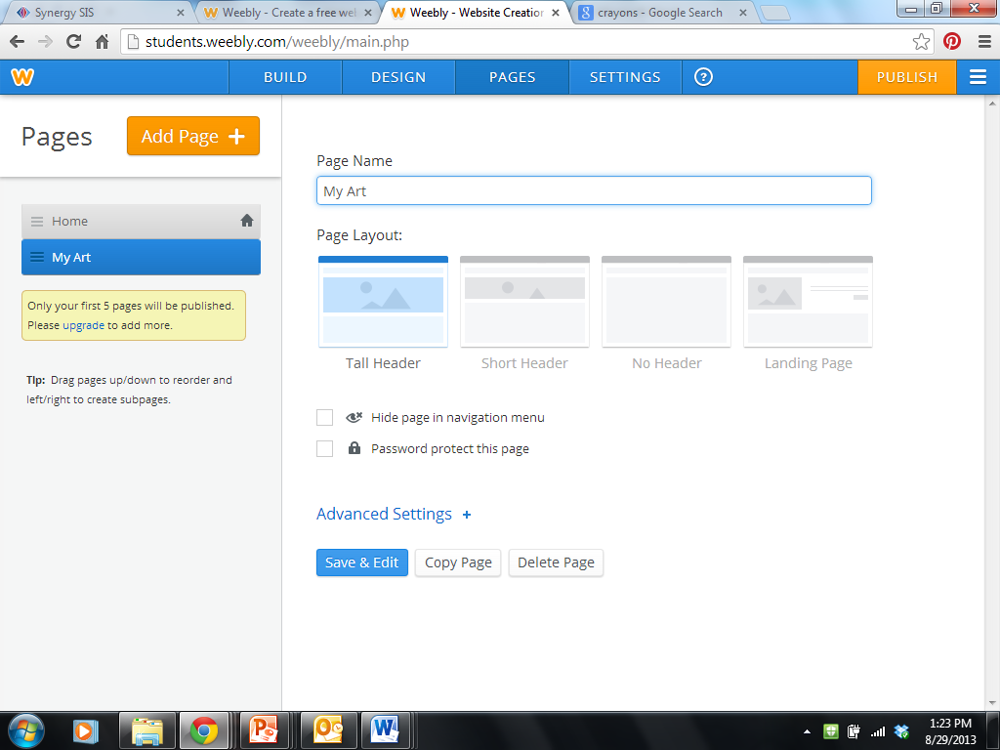 Synergy SIS
Weebly - Create a free wel
Weebly - Website Creation
crayons - Google Search
students.weebly.com/weebly/main.php
BUILD
DESIGN
PAGES
SETTINGS
?
PUBLISH
Pages
Add Page +
Home
My Art
Only your first 5 pages will be published.
Please upgrade to add more.
Tip: Drag pages up/down to reorder and
left/right to create subpages.
Page Name
My Art
Page Layout:
Tall Header
Short Header
No Header
Landing Page
Hide page in navigation menu
Password protect this page
Advanced Settings +
Save & Edit
Copy Page
Delete Page
1:23 PM
8/29/2013